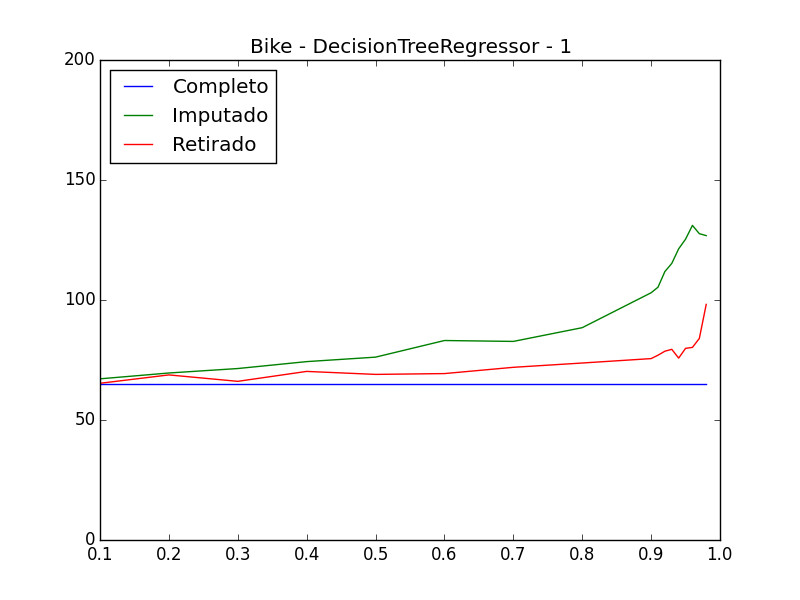 Bike - DecisionTreeRegressor - 1
200
150
100
50
0
Completo
Imputado
Retirado
0.1 0.2 0.3 0.4 0.5 0.6 0.7 0.8 0.9 1.0